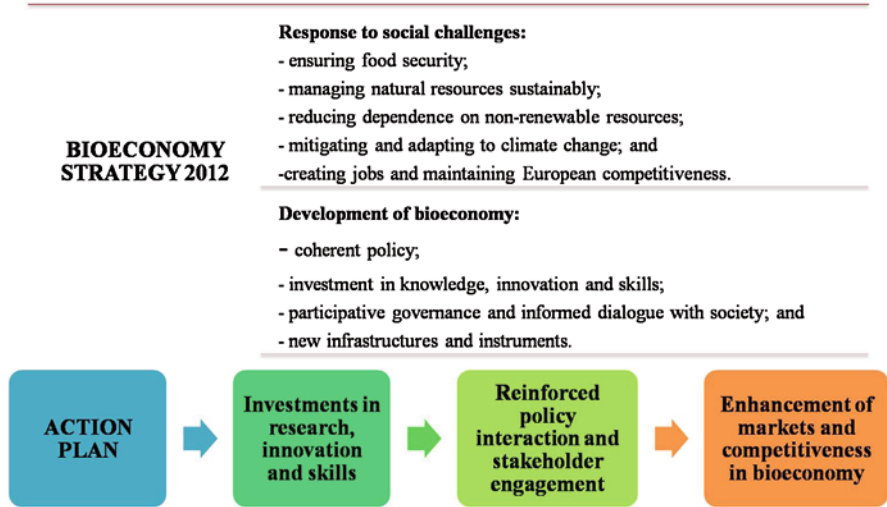 Response to social challenges:
- ensuring food security;
- managing natural resources sustainably;
- reducing dependence on non-renewable resources;
- mitigating and adapting to climate change; and
-creating jobs and maintaining European competitiveness.
BIOECONOMY
STRATEGY 2012
Development of bioeconomy:
- coherent policy;
- investment in knowledge, innovation and skills;
- participative governance and informed dialogue with society; and
- new infrastructures and instruments.
ACTION
PLAN
Investments in
research,
innovation
and skills
Reinforced
policy
interaction and
stakeholder
engagement
Enhancement of
markets and
competitiveness
in bioeconomy